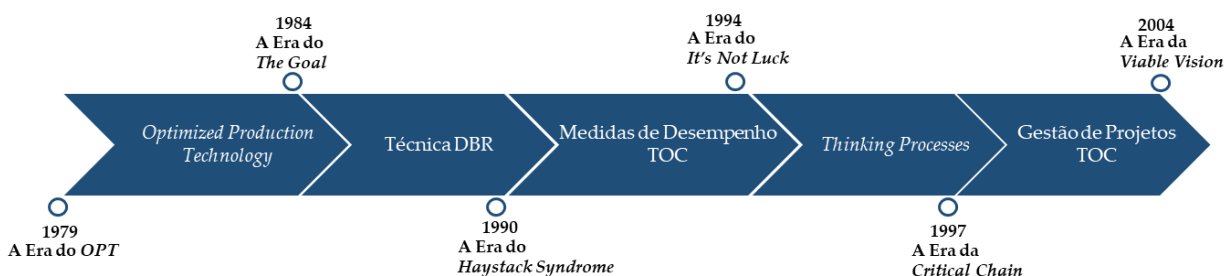 1984
A Era do
The Goal
1994
A Era do
It's Not Luck
2004
A Era da
Viable Vision
Optimized Production
Technology
Técnica DBR
Medidas de Desempenho
TOC
Thinking Processes
Gestão de Projetos
TOC
1979
A Era do OPT
1990
A Era do
Haystack Syndrome
1997
A Era da
Critical Chain